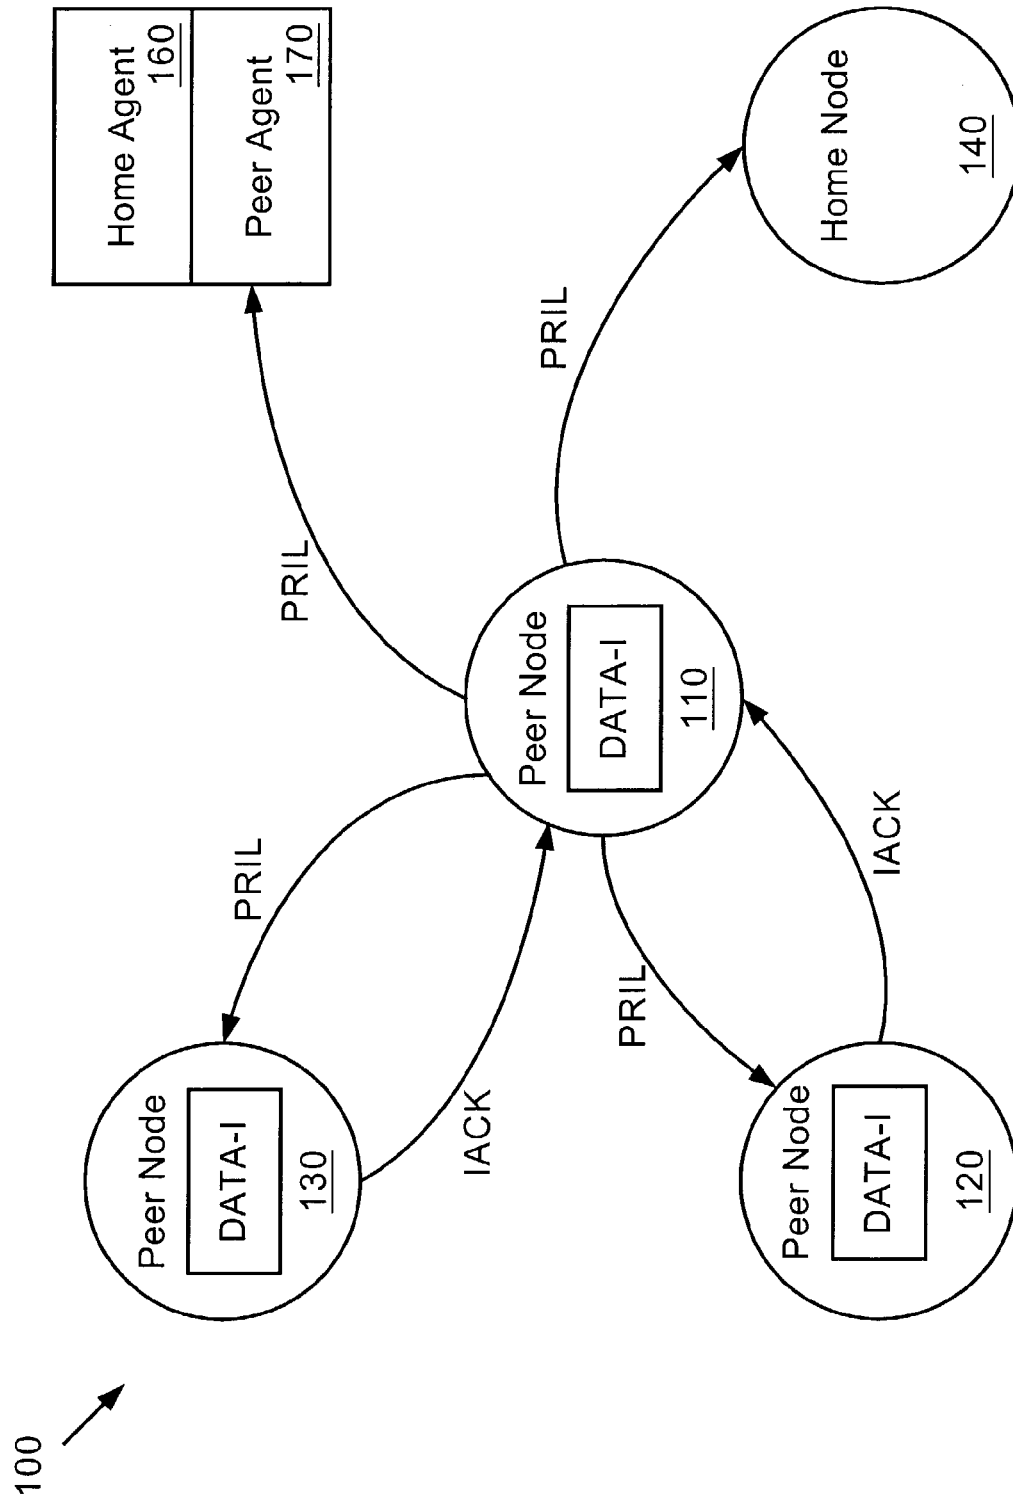 100
Peer Node
DATA-I
130
PRIL
IACK
Peer Node
DATA-I
120
PRIL
IACK
Peer Node
DATA-I
110
PRIL
PRIL
Home Agent
160
Peer Agent
170
Home Node
140